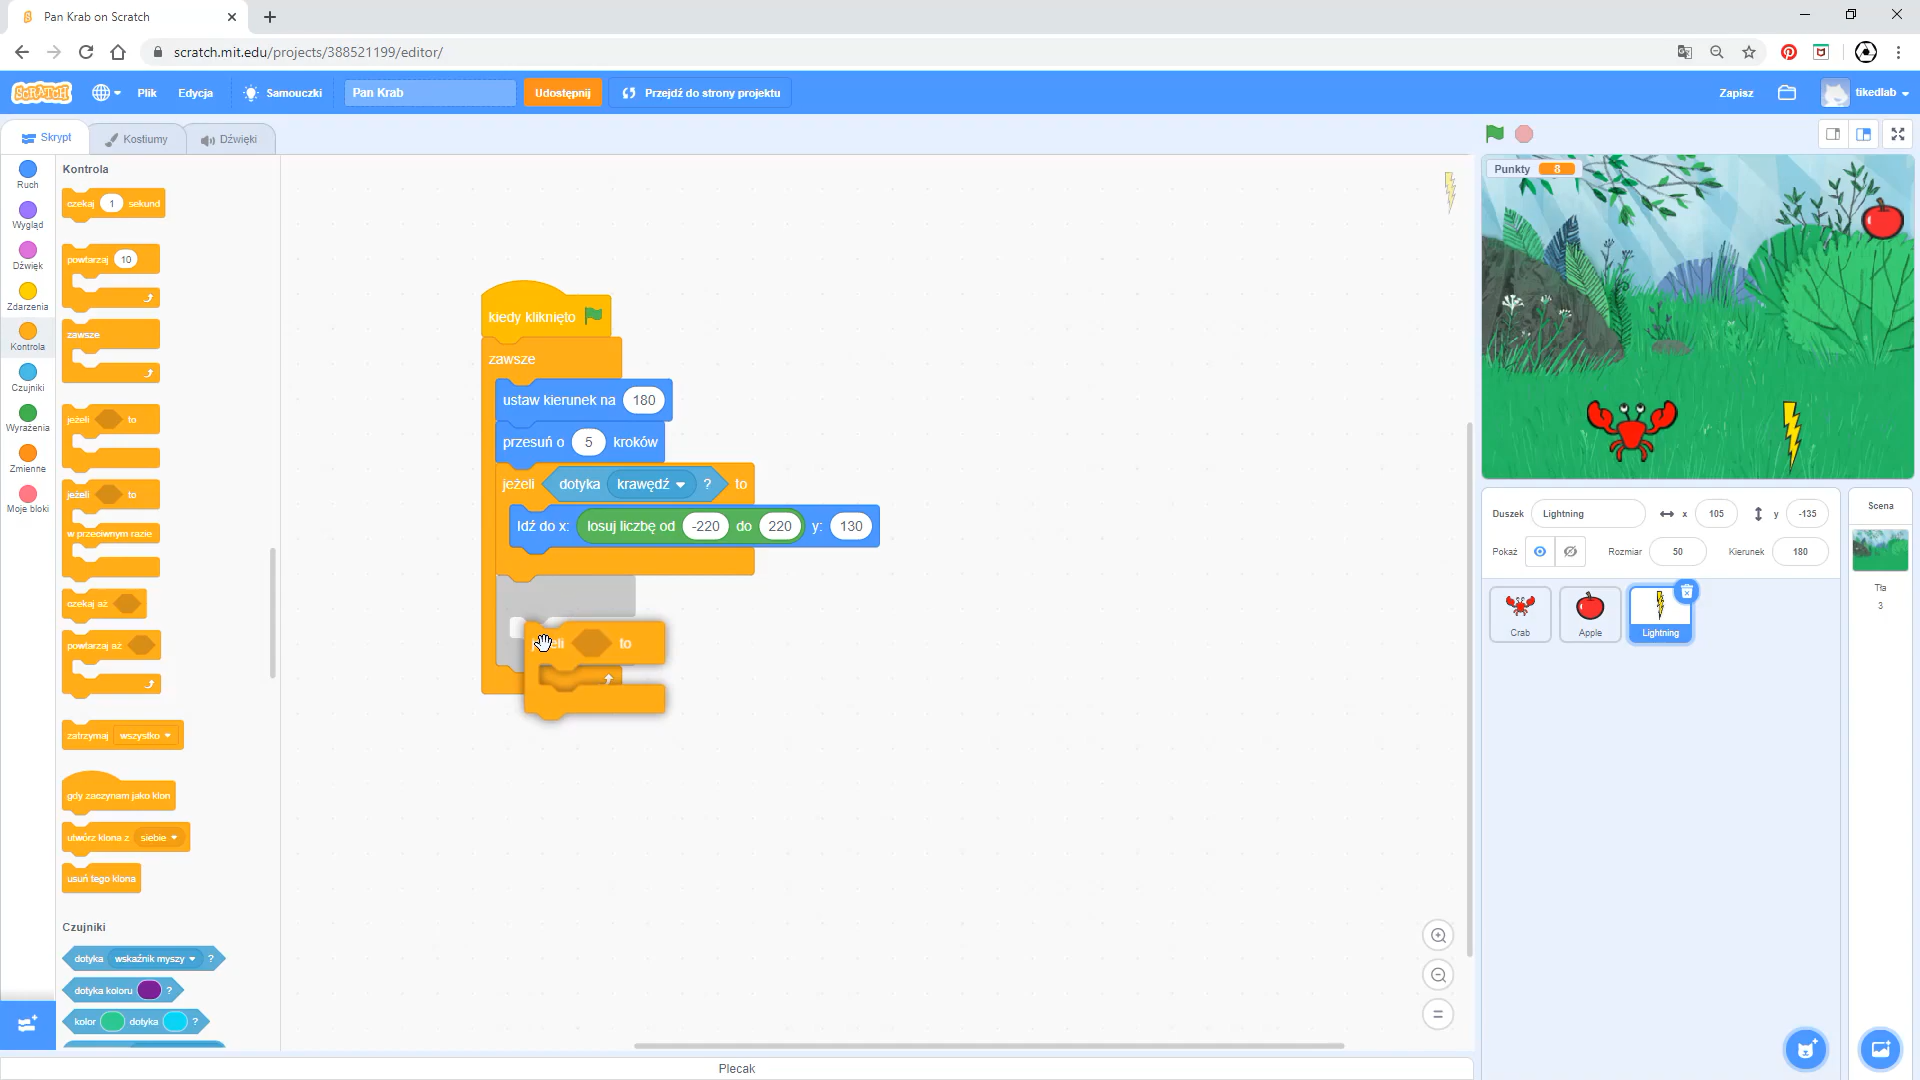 Pan Krab on Scratch
scratch.mit.edu/projects/388521199/editor/
SCRATCH
Plik
Edycja
Samouczki
Pan Krab
Udostępnij
Przejdź do strony projektu
Zapisz
tikedlab
Skrypt
Kostiumy
Dźwięki
Ruch
Wygląd
Dźwięk
Zdarzenia
Kontrola
Czujniki
Wyrażenia
Zmienne
Moje bloki
Kontrola
czekaj 1 sekund
powtarzaj 10
zawsze
jeżeli to
jeżeli to
w przeciwnym razie
czekaj aż
powtarzaj aż
zatrzymaj wszystko
gdy zaczynam jako klon
utwórz klona z siebie
usuń tego klona
Czujniki
dotyka wskaźnik myszy ?
dotyka koloru ?
kolor dotyka ?
kiedy kliknięto
zawsze
ustaw kierunek na 180
przesuń o 5 kroków
jeżeli dotyka krawędź ? to
Idź do x: losuj liczbę od -220 do 220 y: 130
to
Plecak
Punkty 8
Duszek Lightning x 105 y -135
Pokaż Rozmiar 50 Kierunek 180
Crab
Apple
Lightning
Scena
Tła
3